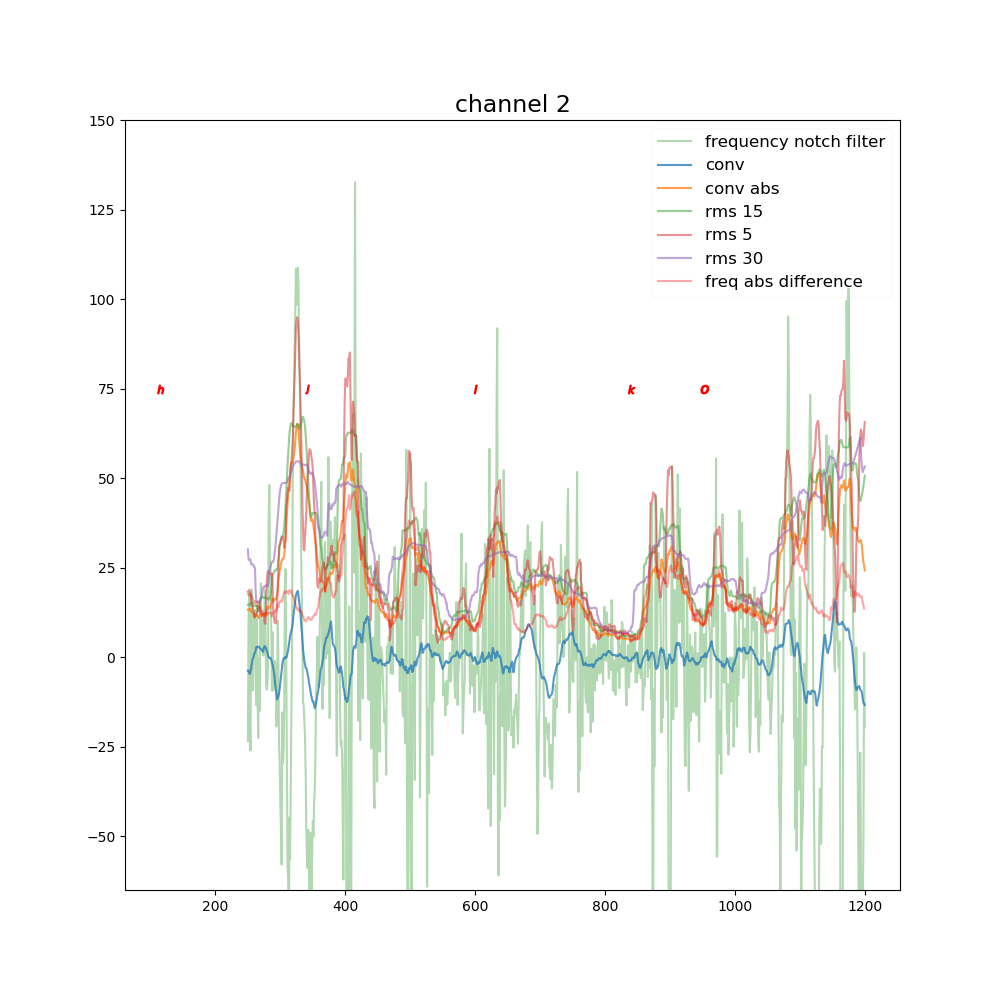 channel 2
150
125
100
75
50
25
0
−25
−50
frequency notch filter
conv
conv abs
rms 15
rms 5
rms 30
freq abs difference
h J l k O
200 400 600 800 1000 1200